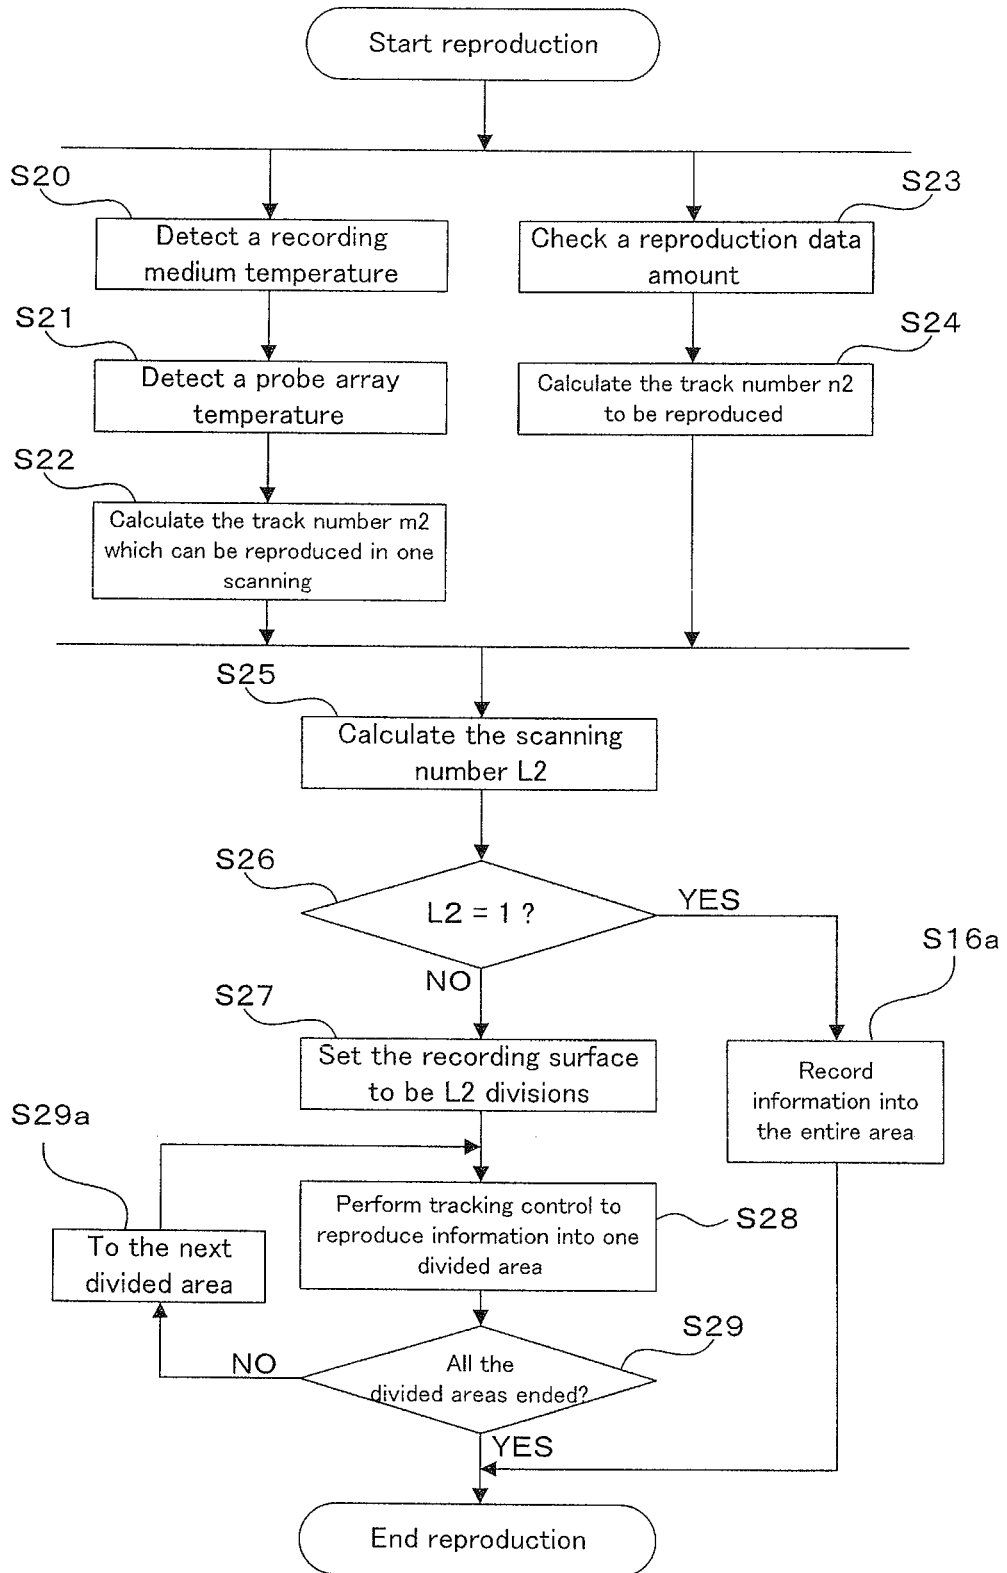 Start reproduction
S20
Detect a recording
medium temperature
S23
Check a reproduction data
amount
S21
Detect a probe array
temperature
S24
Calculate the track number n2
to be reproduced
S22
Calculate the track number m2
which can be reproduced in one
scanning
S25
Calculate the scanning
number L2
S26
L2 = 1 ?
YES
NO
S16a
Record
information into
the entire area
S27
Set the recording surface
to be L2 divisions
S29a
To the next
divided area
Perform tracking control to
reproduce information into one
divided area
S28
S29
All the
divided areas ended?
NO
YES
End reproduction